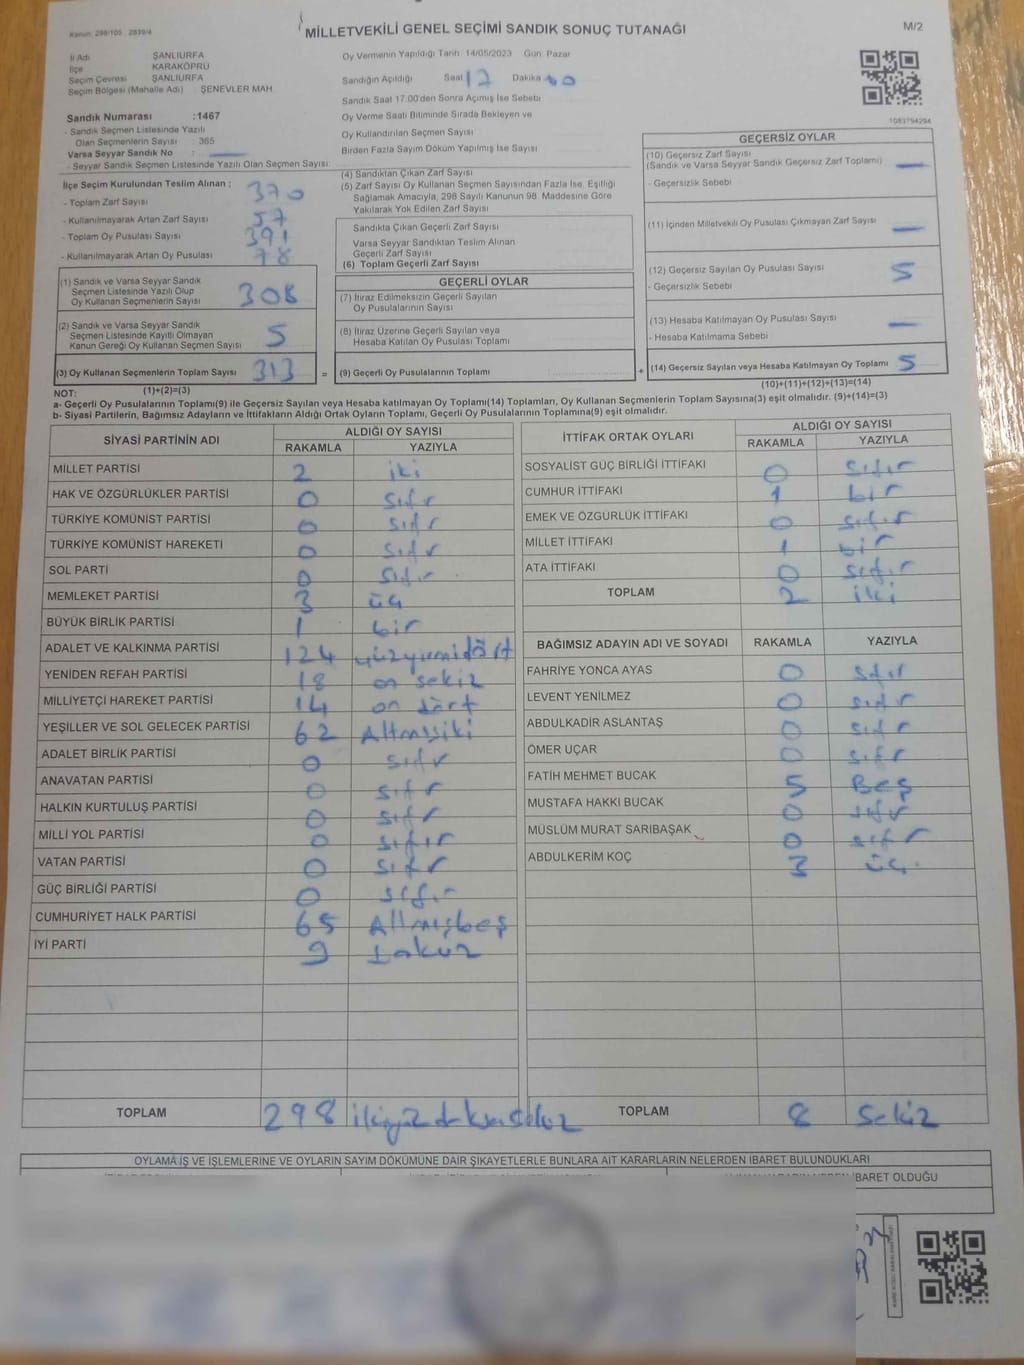 Kanun: 298/105 2839/4
MİLLETVEKİLİ GENEL SEÇİMİ SANDIK SONUÇ TUTANAĞI
M/2
İl Adı ŞANLIURFA
İlçe KARAKÖPRÜ
Seçim Çevresi ŞANLIURFA
Seçim Bölgesi (Mahalle Adı) ŞENEVLER MAH
Oy Vermenin Yapıldığı Tarih 14/05/2023 Gün: Pazar
Sandığın Açıldığı Saat 17 Dakika 00
Sandık Saat 17.00'den Sonra Açılmış İse Sebebi
Oy Verme Saati Bitiminde Sırada Bekleyen ve
Oy Kullandırılan Seçmen Sayısı
Birden Fazla Sayım Döküm Yapılmış İse Sayısı
1083794294
Sandık Numarası :1467
- Sandık Seçmen Listesinde Yazılı
Olan Seçmenlerin Sayısı : 365
Varsa Seyyar Sandık No :
- Seyyar Sandık Seçmen Listesinde Yazılı Olan Seçmen Sayısı:
İlçe Seçim Kurulundan Teslim Alınan ;
- Toplam Zarf Sayısı 370
- Kullanılmayarak Artan Zarf Sayısı 57
- Toplam Oy Pusulası Sayısı 391
- Kullanılmayarak Artan Oy Pusulası 78
(1) Sandık ve Varsa Seyyar Sandık
Seçmen Listesinde Yazılı Olup
Oy Kullanan Seçmenlerin Sayısı 308
(2) Sandık ve Varsa Seyyar Sandık
Seçmen Listesinde Kayıtlı Olmayan
Kanun Gereği Oy Kullanan Seçmen Sayısı 5
(3) Oy Kullanan Seçmenlerin Toplam Sayısı 313 =
(4) Sandıktan Çıkan Zarf Sayısı
(5) Zarf Sayısı Oy Kullanan Seçmen Sayısından Fazla İse, Eşitliği
Sağlamak Amacıyla, 298 Sayılı Kanunun 98. Maddesine Göre
Yakılarak Yok Edilen Zarf Sayısı
Sandıkta Çıkan Geçerli Zarf Sayısı
Varsa Seyyar Sandıktan Teslim Alınan
Geçerli Zarf Sayısı
(6) Toplam Geçerli Zarf Sayısı
GEÇERLİ OYLAR
(7) İtiraz Edilmeksizin Geçerli Sayılan
Oy Pusulalarının Sayısı
(8) İtiraz Üzerine Geçerli Sayılan veya
Hesaba Katılan Oy Pusulası Toplamı
(9) Geçerli Oy Pusulalarının Toplamı +
GEÇERSİZ OYLAR
(10) Geçersiz Zarf Sayısı
(Sandık ve Varsa Seyyar Sandık Geçersiz Zarf Toplamı)
- Geçersizlik Sebebi
(11) İçinden Milletvekili Oy Pusulası Çıkmayan Zarf Sayısı
(12) Geçersiz Sayılan Oy Pusulası Sayısı 5
- Geçersizlik Sebebi
(13) Hesaba Katılmayan Oy Pusulası Sayısı
- Hesaba Katılmama Sebebi
(14) Geçersiz Sayılan veya Hesaba Katılmayan Oy Toplamı 5
NOT: (1)+(2)=(3) (10)+(11)+(12)+(13)=(14)
a- Geçerli Oy Pusulalarının Toplamı(9) ile Geçersiz Sayılan veya Hesaba katılmayan Oy Toplamı(14) Toplamları, Oy Kullanan Seçmenlerin Toplam Sayısına(3) eşit olmalıdır. (9)+(14)=(3)
b- Siyasi Partilerin, Bağımsız Adayların ve İttifakların Aldığı Ortak Oyların Toplamı, Geçerli Oy Pusulalarının Toplamına(9) eşit olmalıdır.
SİYASİ PARTİNİN ADI ALDIĞI OY SAYISI
RAKAMLA YAZIYLA
MİLLET PARTİSİ 2 iki
HAK VE ÖZGÜRLÜKLER PARTİSİ 0 sıfır
TÜRKİYE KOMÜNİST PARTİSİ 0 sıfır
TÜRKİYE KOMÜNİST HAREKETİ 0 sıfır
SOL PARTİ 0 sıfır
MEMLEKET PARTİSİ 3 üç
BÜYÜK BİRLİK PARTİSİ 1 bir
ADALET VE KALKINMA PARTİSİ 124 yüzyirmidört
YENİDEN REFAH PARTİSİ 18 on sekiz
MİLLİYETÇİ HAREKET PARTİSİ 14 on dört
YEŞİLLER VE SOL GELECEK PARTİSİ 62 Altmışiki
ADALET BİRLİK PARTİSİ 0 sıfır
ANAVATAN PARTİSİ 0 sıfır
HALKIN KURTULUŞ PARTİSİ 0 sıfır
MİLLİ YOL PARTİSİ 0 sıfır
VATAN PARTİSİ 0 sıfır
GÜÇ BİRLİĞİ PARTİSİ 0 sıfır
CUMHURİYET HALK PARTİSİ 65 Altmışbeş
İYİ PARTİ 9 Dokuz
TOPLAM 298
İTTİFAK ORTAK OYLARI ALDIĞI OY SAYISI
RAKAMLA YAZIYLA
SOSYALİST GÜÇ BİRLİĞİ İTTİFAKI 0 sıfır
CUMHUR İTTİFAKI 1 bir
EMEK VE ÖZGÜRLÜK İTTİFAKI 0 sıfır
MİLLET İTTİFAKI 1 bir
ATA İTTİFAKI 0 sıfır
TOPLAM 2 iki
BAĞIMSIZ ADAYIN ADI VE SOYADI RAKAMLA YAZIYLA
FAHRİYE YONCA AYAS 0 sıfır
LEVENT YENİLMEZ 0 sıfır
ABDULKADİR ASLANTAŞ 0 sıfır
ÖMER UÇAR 0 sıfır
FATİH MEHMET BUCAK 5 Beş
MUSTAFA HAKKI BUCAK 0 sıfır
MÜSLÜM MURAT SARIBAŞAK 0 sıfır
ABDULKERİM KOÇ 3 üç
TOPLAM 8 sekiz
OYLAMA İŞ VE İŞLEMLERİNE VE OYLARIN SAYIM DÖKÜMÜNE DAİR ŞİKAYETLERLE BUNLARA AİT KARARLARIN NELERDEN İBARET BULUNDUKLARI
İBARET OLDUĞU